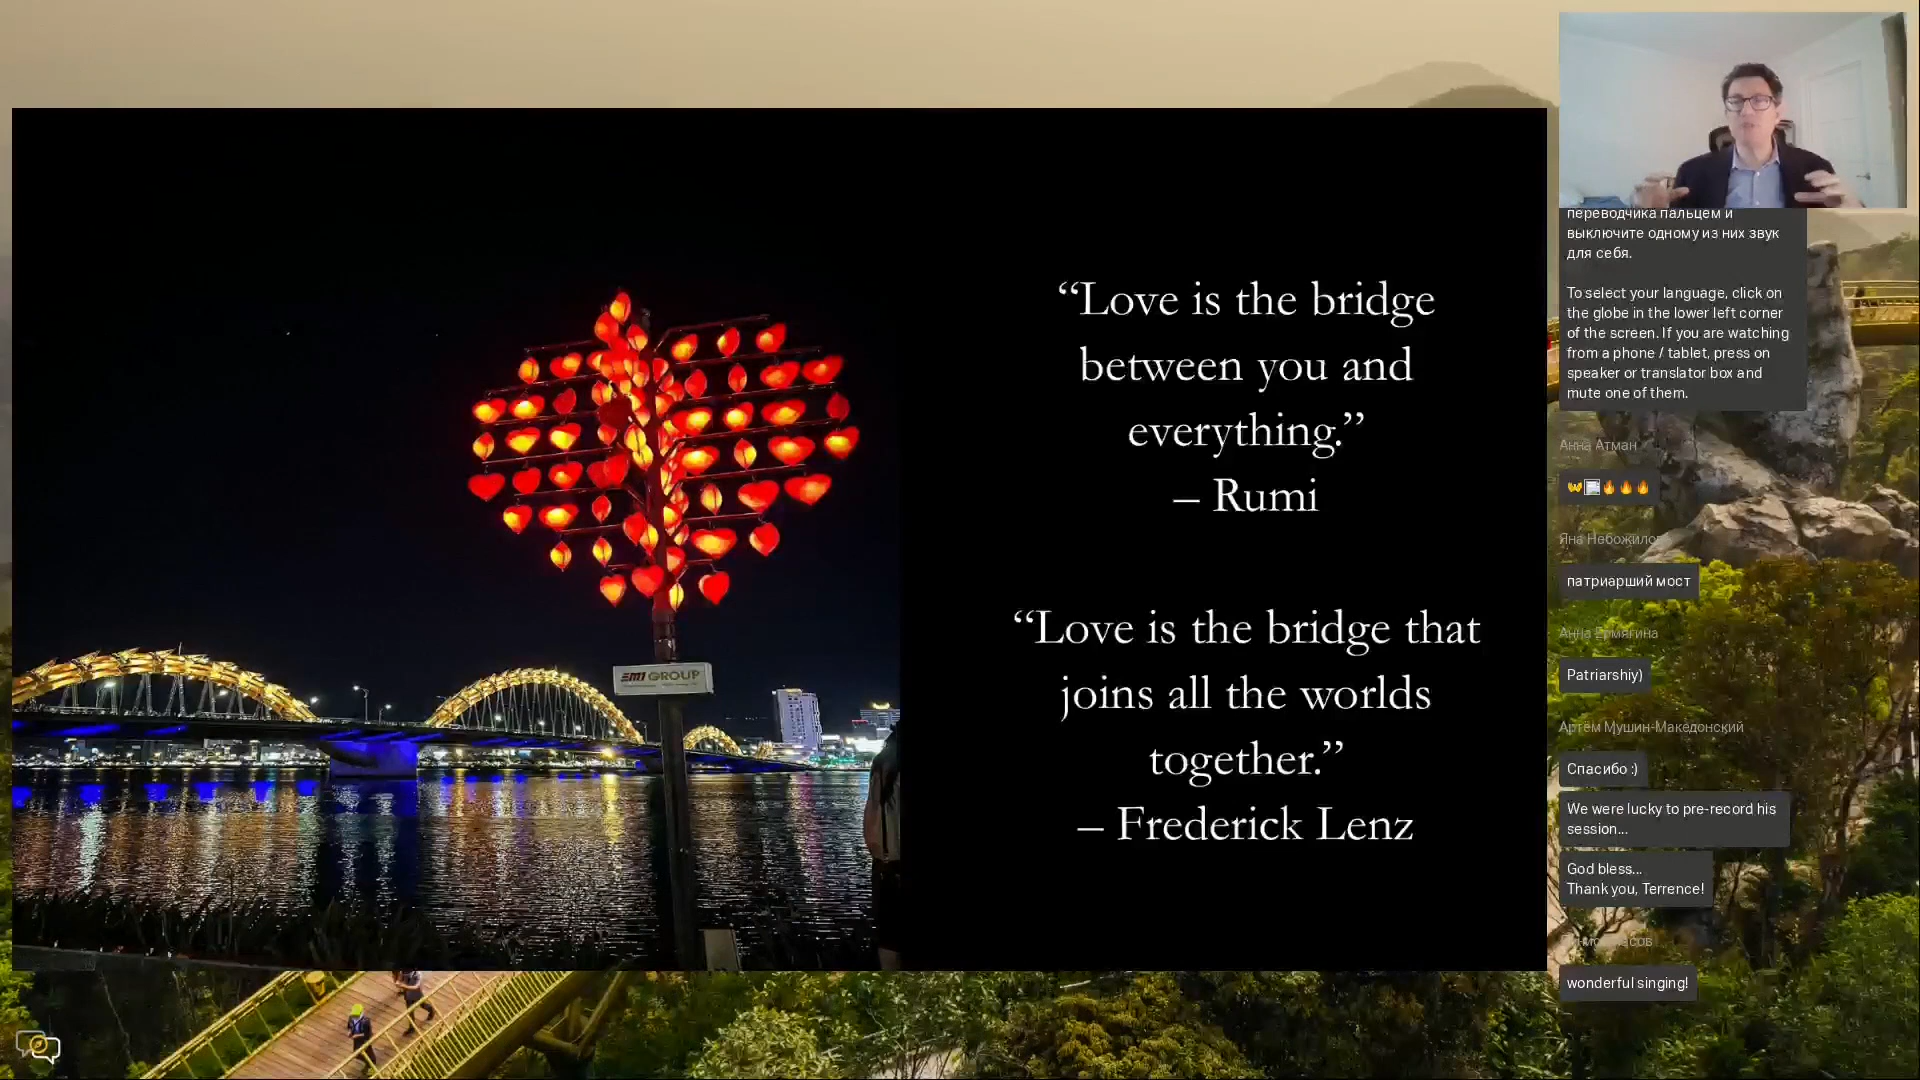 “Love is the bridge
between you and
everything.”
– Rumi
“Love is the bridge that
joins all the worlds
together.”
– Frederick Lenz
EMI GROUP
переводчика пальцем и
выключите одному из них звук
для себя.
To select your language, click on
the globe in the lower left corner
of the screen. If you are watching
from a phone / tablet, press on
speaker or translator box and
mute one of them.
Анна Атман
Яна Небожилова
патриарший мост
Анна Ермягина
Patriarshiy)
Артём Мушин-Македонский
Спасибо :)
We were lucky to pre-record his
session...
God bless...
Thank you, Terrence!
wonderful singing!